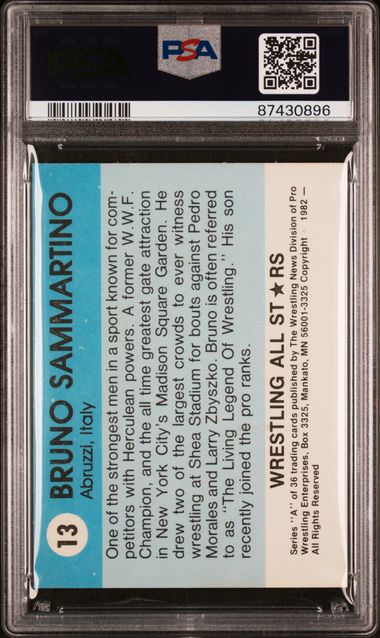 PSA
87430896
13 BRUNO SAMMARTINO
Abruzzi, Italy
One of the strongest men in a sport known for com-
petitors with Herculean powers. A former W.W.F.
Champion, and the all time greatest gate attraction
in New York City's Madison Square Garden. He
drew two of the largest crowds to ever witness
wrestling at Shea Stadium for bouts against Pedro
Morales and Larry Zbyszko. Bruno is often referred
to as "The Living Legend Of Wrestling." His son
recently joined the pro ranks.
WRESTLING ALL ST★RS
Series "A" of 36 trading cards published by The Wrestling News Division of Pro
Wrestling Enterprises, Box 3325, Mankato, MN 56001-3325 Copyright 1982 —
All Rights Reserved